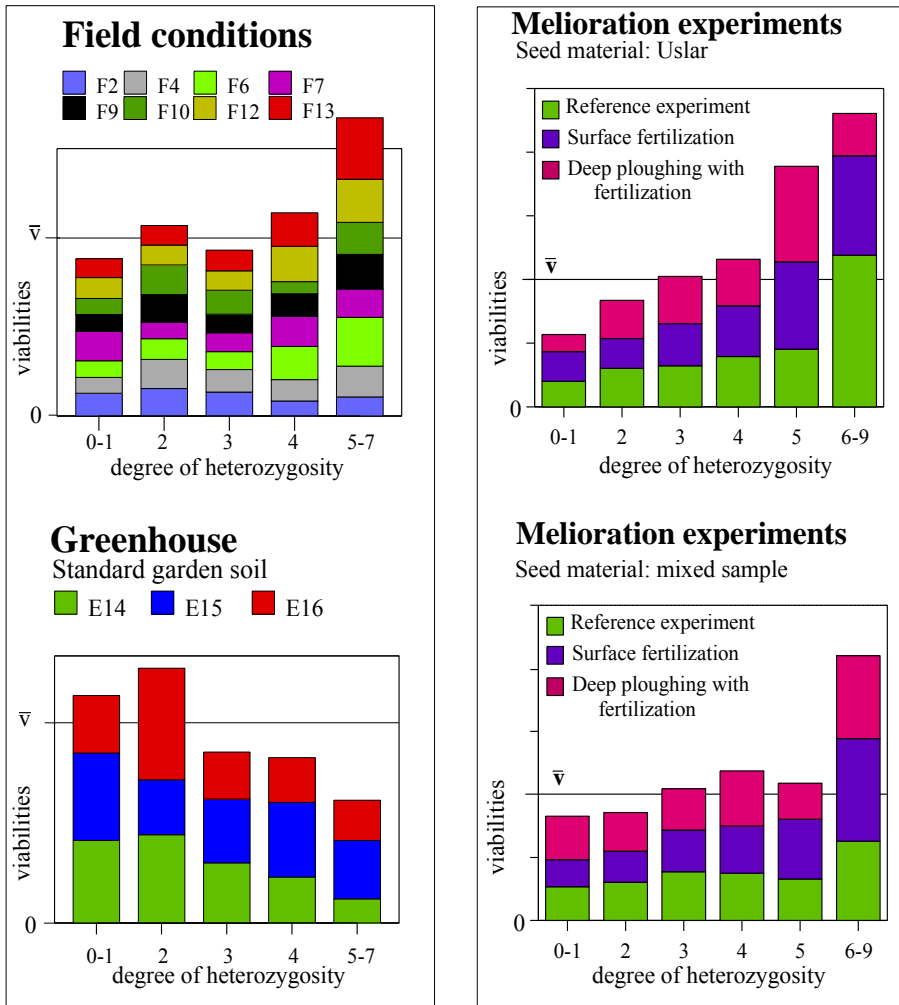 Field conditions
F2 F4 F6 F7
F9 F10 F12 F13
v̅
viabilities
0
0-1 2 3 4 5-7
degree of heterozygosity
Melioration experiments
Seed material: Uslar
Reference experiment
Surface fertilization
Deep ploughing with
fertilization
v̅
viabilities
0
0-1 2 3 4 5 6-9
degree of heterozygosity
Greenhouse
Standard garden soil
E14 E15 E16
v̅
viabilities
0
0-1 2 3 4 5-7
degree of heterozygosity
Melioration experiments
Seed material: mixed sample
Reference experiment
Surface fertilization
Deep ploughing with
fertilization
v̅
viabilities
0
0-1 2 3 4 5 6-9
degree of heterozygosity